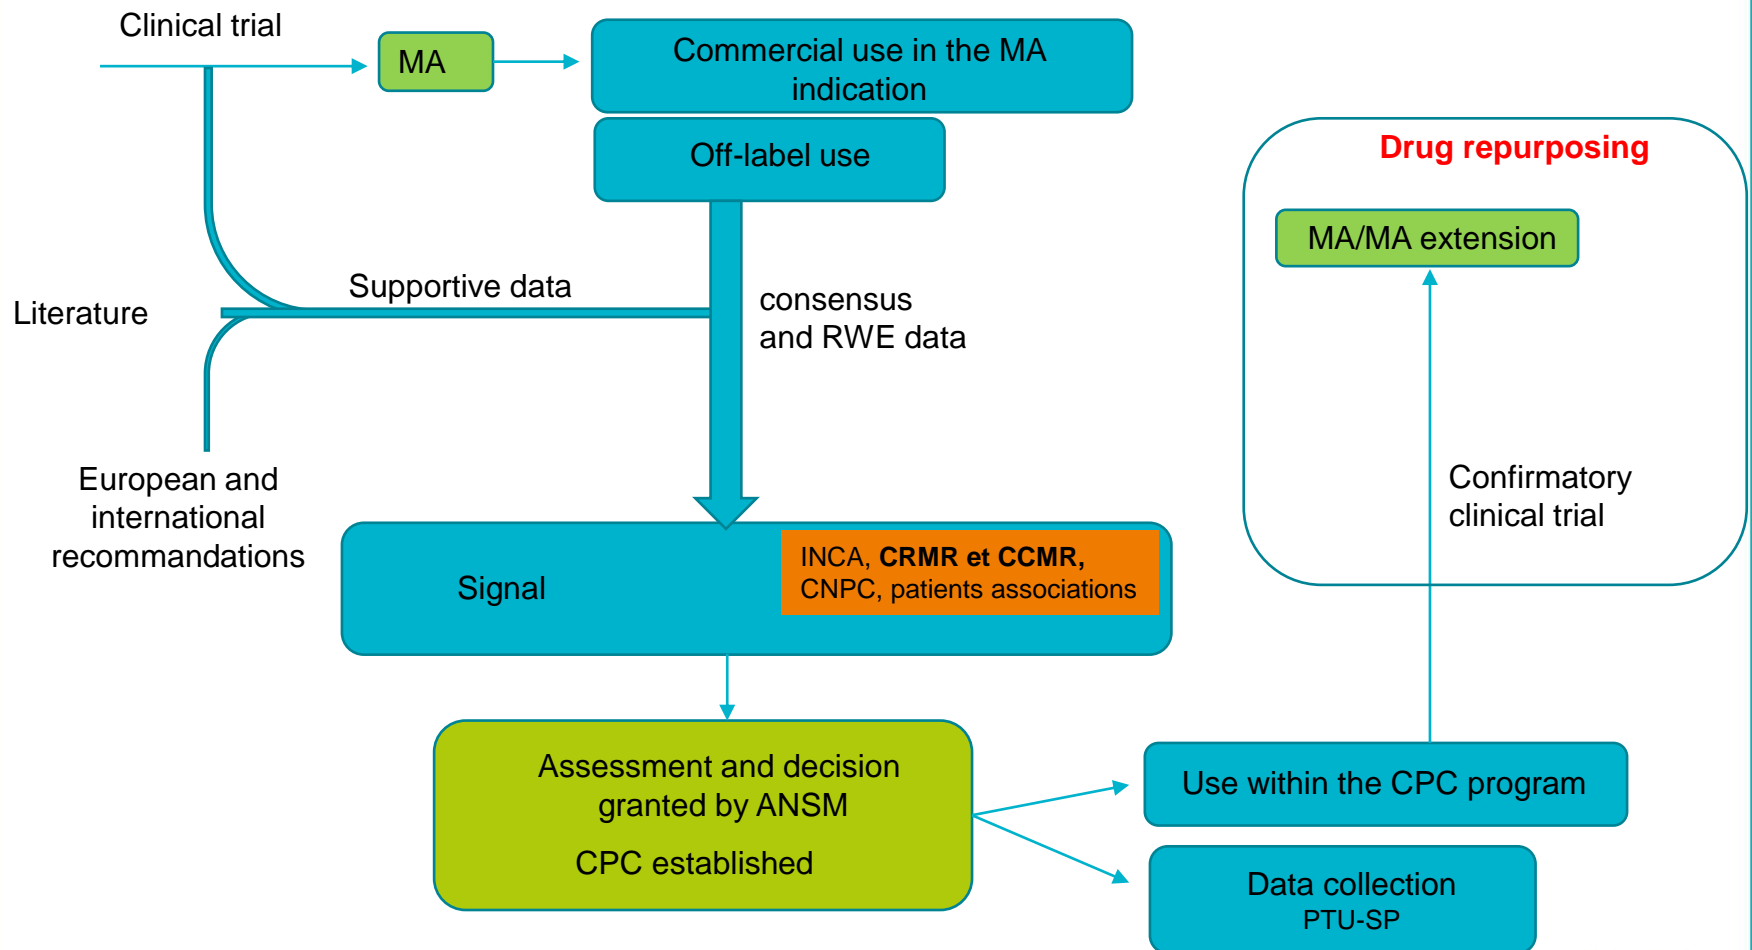 Clinical trial
MA
Commercial use in the MA
indication
Off-label use
Drug repurposing
MA/MA extension
Supportive data
Literature
consensus
and RWE data
European and
international
recommandations
Confirmatory
clinical trial
Signal
INCA, CRMR et CCMR,
CNPC, patients associations
Assessment and decision
granted by ANSM
CPC established
Use within the CPC program
Data collection
PTU-SP